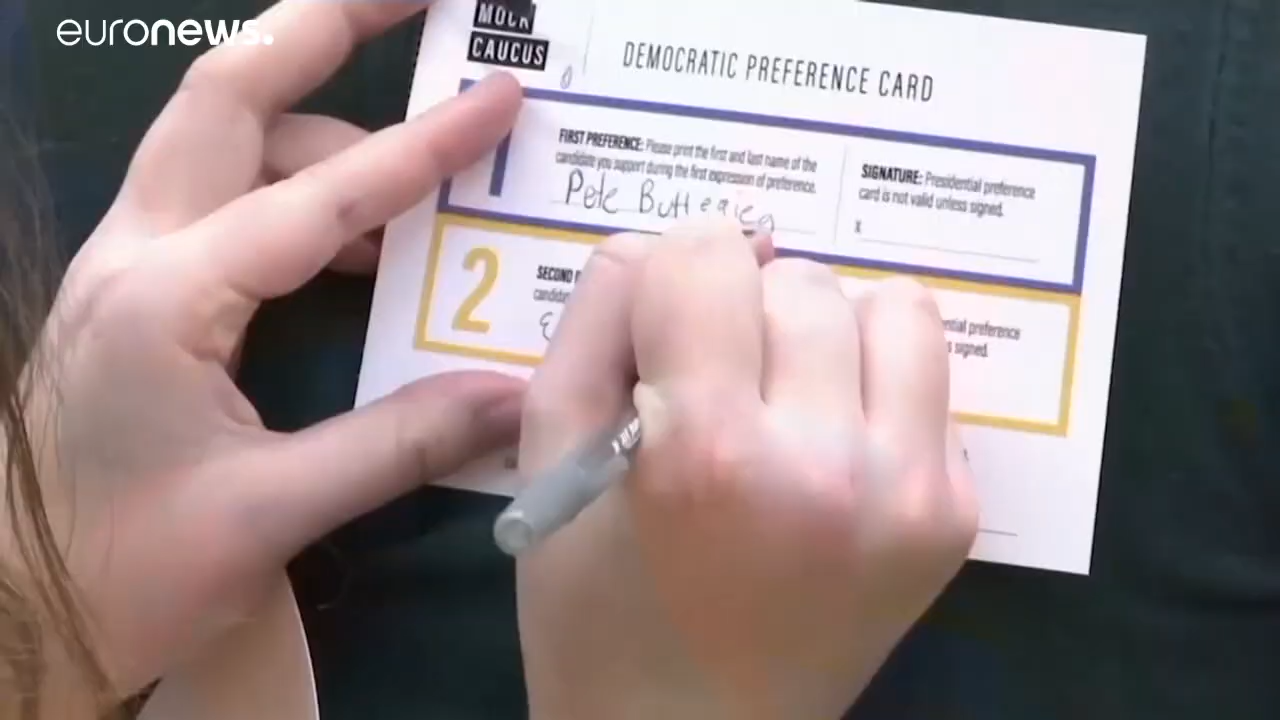 euronews.
MOCK
CAUCUS
DEMOCRATIC PREFERENCE CARD
1
FIRST PREFERENCE: Please print the first and last name of the
candidate you support during the first expression of preference.
Pete Buttegieg
SIGNATURE: Presidential preference
card is not valid unless signed.
x
2
SECOND
ential preference
s signed.